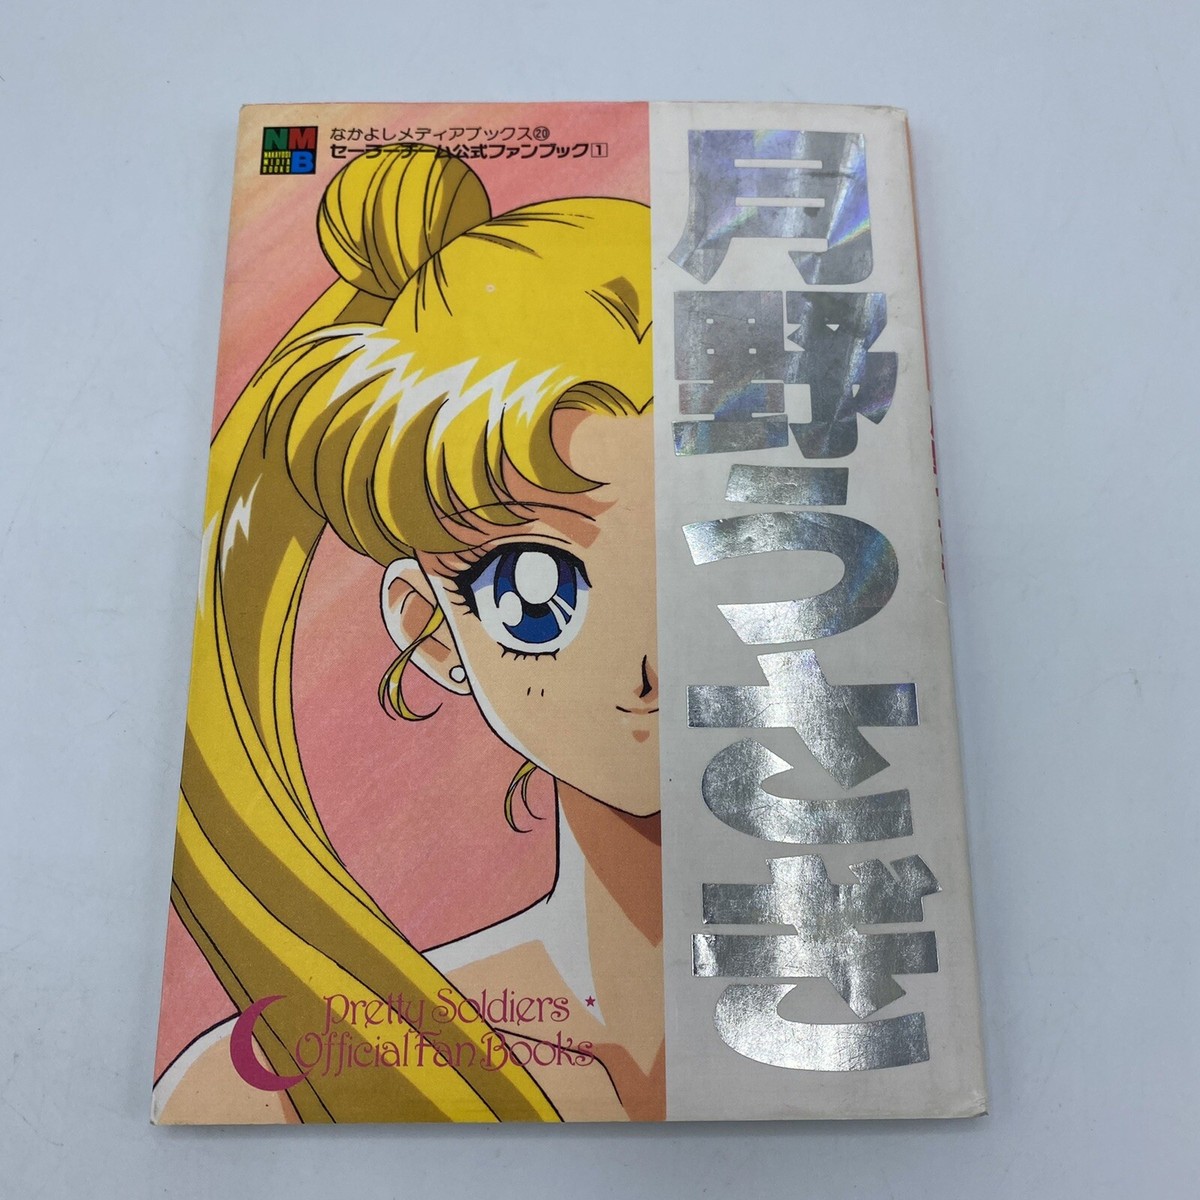 NMB
NAKAYOSI
MEDIA
BOOKS
なかよしメディアブックス⑳
セーラーチーム公式ファンブック1
月野うさぎ
Pretty Soldiers ★
Official Fan Books